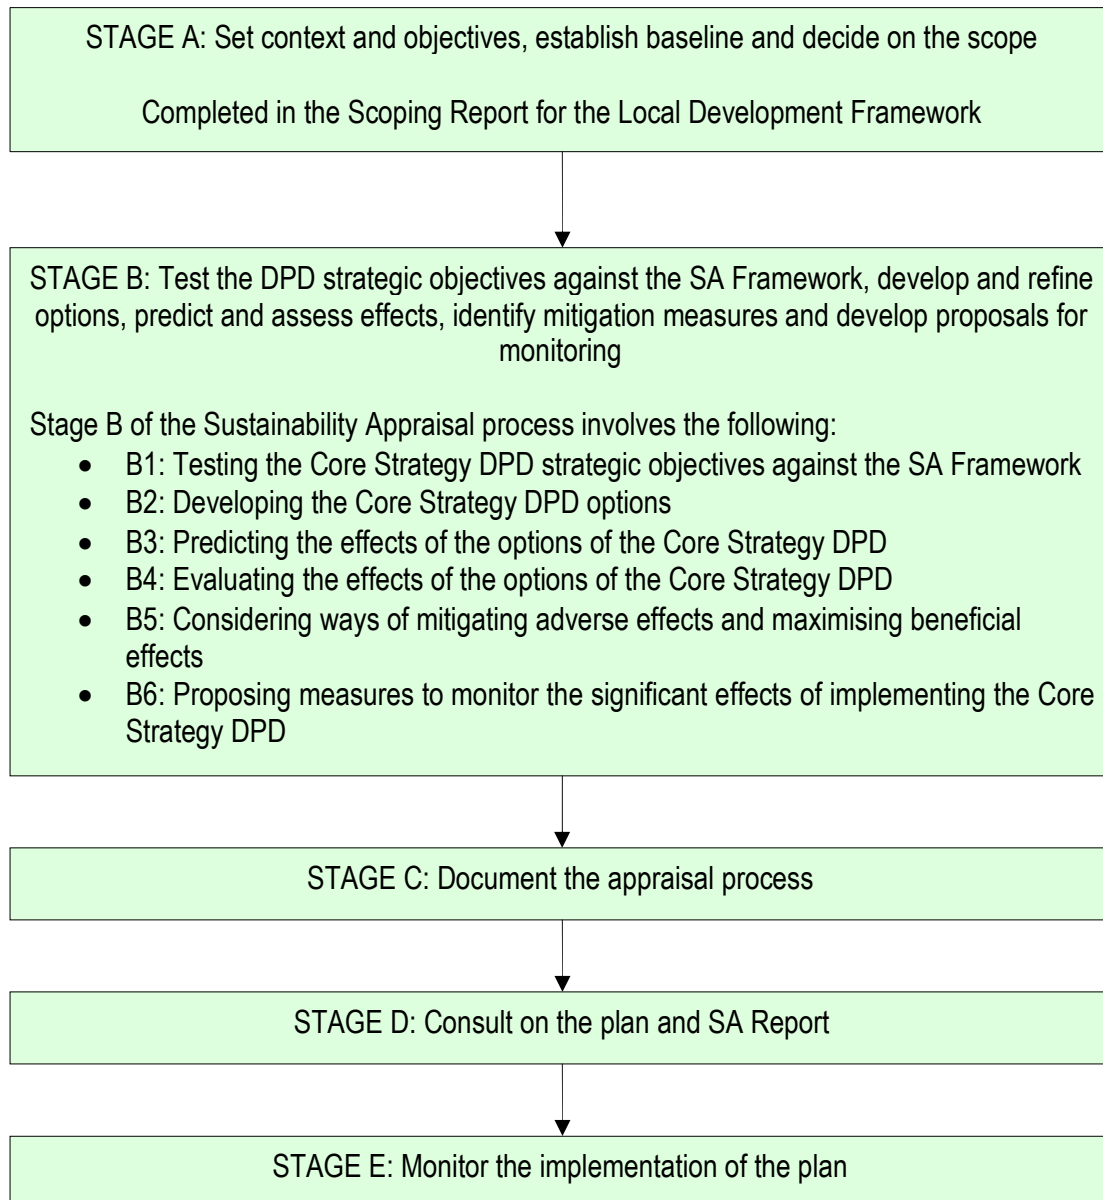 STAGE A: Set context and objectives, establish baseline and decide on the scope
Completed in the Scoping Report for the Local Development Framework
STAGE B: Test the DPD strategic objectives against the SA Framework, develop and refine
options, predict and assess effects, identify mitigation measures and develop proposals for
monitoring
Stage B of the Sustainability Appraisal process involves the following:
• B1: Testing the Core Strategy DPD strategic objectives against the SA Framework
• B2: Developing the Core Strategy DPD options
• B3: Predicting the effects of the options of the Core Strategy DPD
• B4: Evaluating the effects of the options of the Core Strategy DPD
• B5: Considering ways of mitigating adverse effects and maximising beneficial
effects
• B6: Proposing measures to monitor the significant effects of implementing the Core
Strategy DPD
STAGE C: Document the appraisal process
STAGE D: Consult on the plan and SA Report
STAGE E: Monitor the implementation of the plan